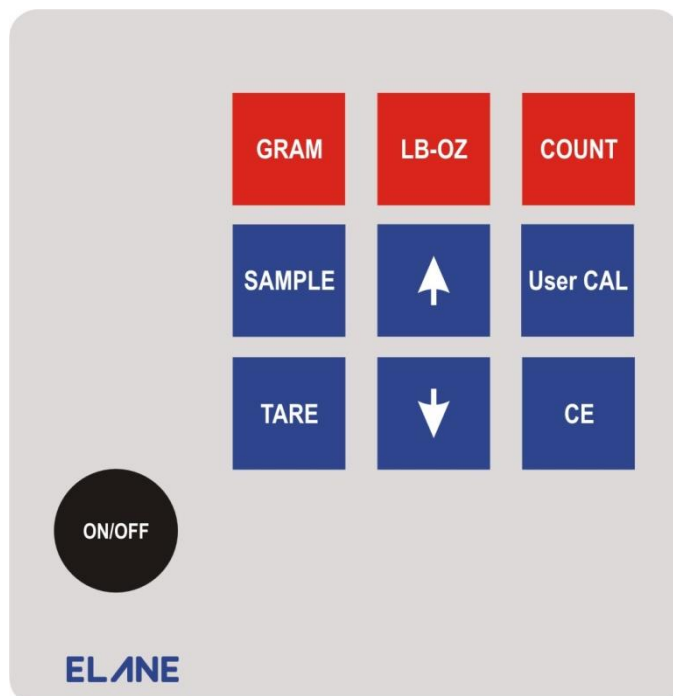 GRAM LB-OZ COUNT
SAMPLE User CAL
TARE CE
ON/OFF
ELANE